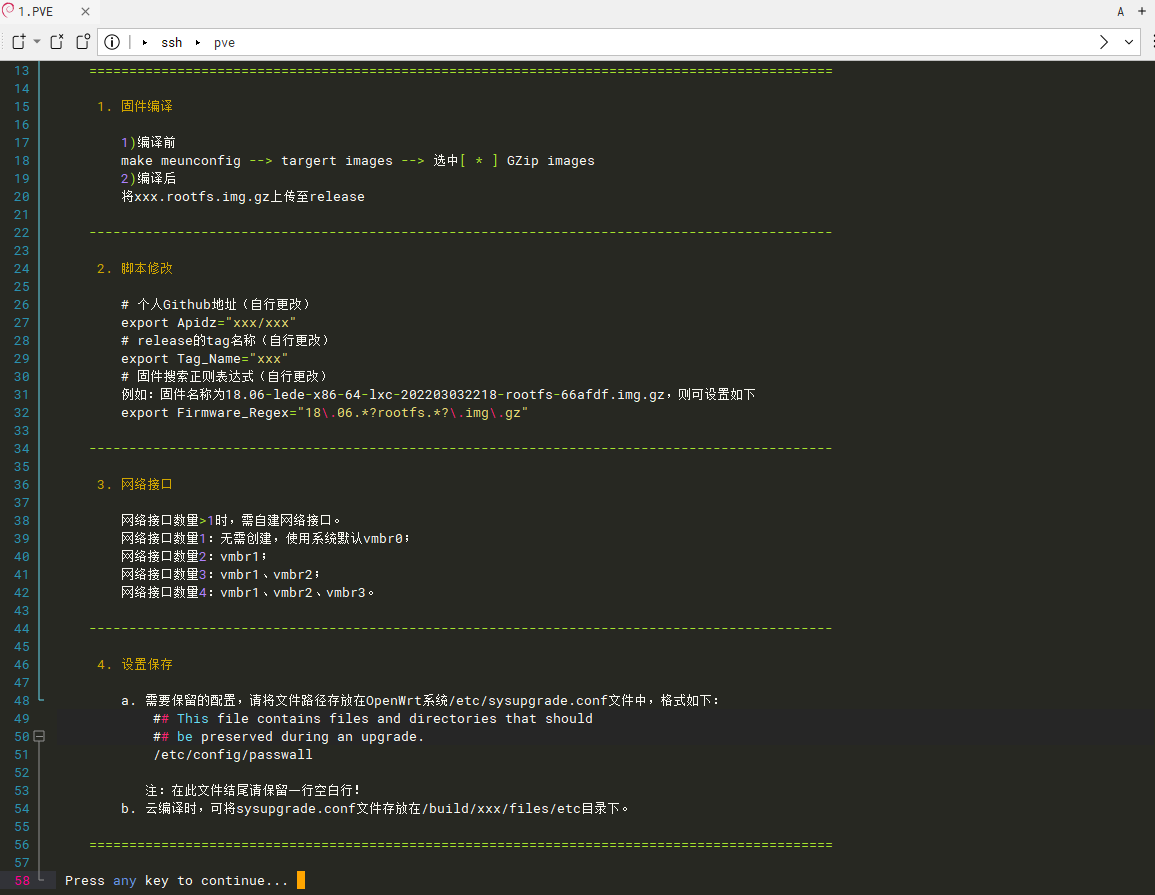 1.PVE
A +
ssh pve
13 =============================================================================================
14
15 1. 固件编译
16
17 1)编译前
18 make meunconfig --> targert images --> 选中[ * ] GZip images
19 2)编译后
20 将xxx.rootfs.img.gz上传至release
21
22 ---------------------------------------------------------------------------------------------
23
24 2. 脚本修改
25
26 # 个人Github地址（自行更改）
27 export Apidz="xxx/xxx"
28 # release的tag名称（自行更改）
29 export Tag_Name="xxx"
30 # 固件搜索正则表达式（自行更改）
31 例如：固件名称为18.06-lede-x86-64-lxc-202203032218-rootfs-66afdf.img.gz，则可设置如下
32 export Firmware_Regex="18\.06.*?rootfs.*?\.img\.gz"
33
34 ---------------------------------------------------------------------------------------------
35
36 3. 网络接口
37
38 网络接口数量>1时，需自建网络接口。
39 网络接口数量1：无需创建，使用系统默认vmbr0；
40 网络接口数量2：vmbr1；
41 网络接口数量3：vmbr1、vmbr2；
42 网络接口数量4：vmbr1、vmbr2、vmbr3。
43
44 ---------------------------------------------------------------------------------------------
45
46 4. 设置保存
47
48 a. 需要保留的配置，请将文件路径存放在OpenWrt系统/etc/sysupgrade.conf文件中，格式如下：
49 ## This file contains files and directories that should
50 ## be preserved during an upgrade.
51 /etc/config/passwall
52
53 注：在此文件结尾请保留一行空白行！
54 b. 云编译时，可将sysupgrade.conf文件存放在/build/xxx/files/etc目录下。
55
56 =============================================================================================
57
58 Press any key to continue...